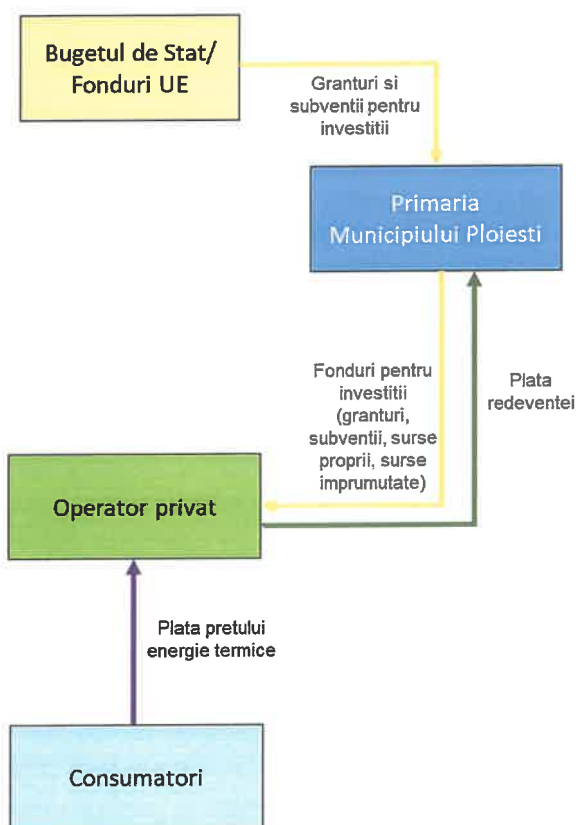 Bugetul de Stat/
Fonduri UE
Granturi si
subventii pentru
investitii
Primaria
Municipiului Ploiesti
Fonduri pentru
investitii
(granturi,
subventii, surse
proprii, surse
imprumutate)
Plata
redeventei
Operator privat
Plata pretului
energie termice
Consumatori